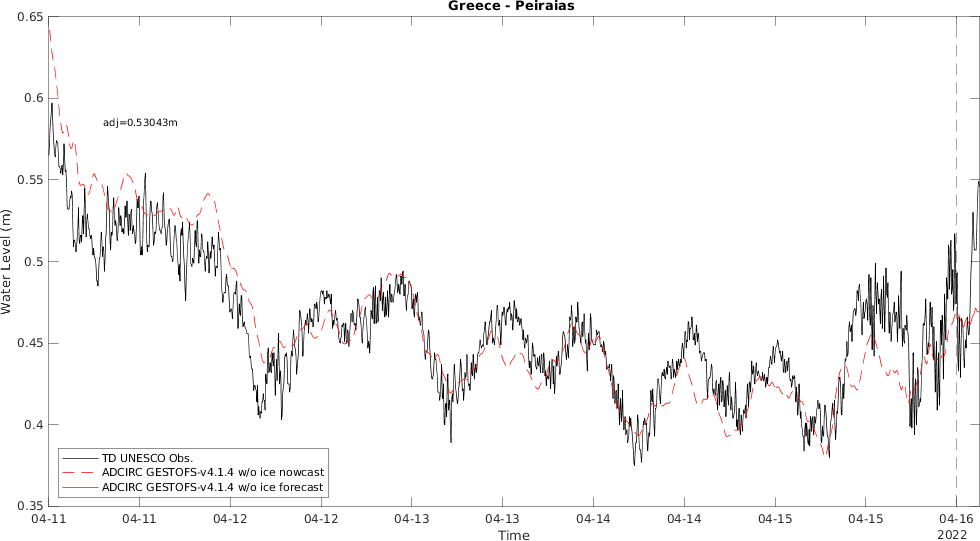 Greece - Peiraias
0.65
0.6
0.55
0.5
0.45
0.4
0.35
Water Level (m)
adj=0.53043m
TD UNESCO Obs.
ADCIRC GESTOFS-v4.1.4 w/o ice nowcast
ADCIRC GESTOFS-v4.1.4 w/o ice forecast
04-11 04-11 04-12 04-12 04-13 04-13 04-14 04-14 04-15 04-15 04-16
Time
2022